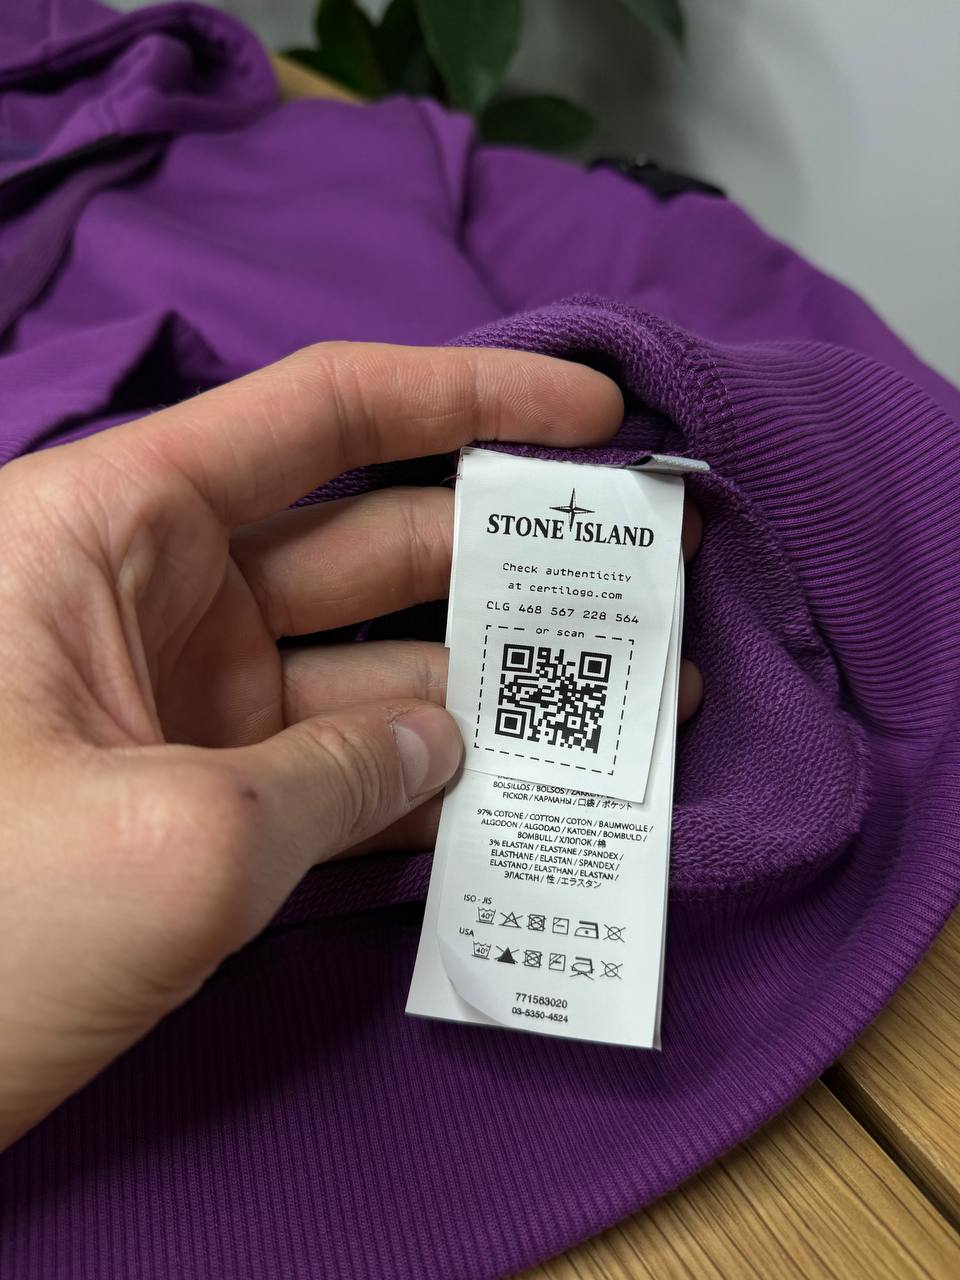 STONE ISLAND
Check authenticity
at certilogo.com
CLG 468 567 228 564
or scan
BOLSILLOS / BOLSOS /
FICKOR / КАРМАНЫ / 口袋 / ポケット
97% COTONE / COTTON / COTON / BAUMWOLLE /
ALGODON / ALGODAO / KATOEN / BOMBULD /
BOMBULL / ХЛОПОК / 棉
3% ELASTAN / ELASTANE / SPANDEX /
ELASTHANE / ELASTAN / SPANDEX /
ELASTANO / ELASTHAN / ELASTAN /
ЭЛАСТАН / 性 / エラスタン
ISO - JIS
40°
USA
40°
771563020
03-5350-4524